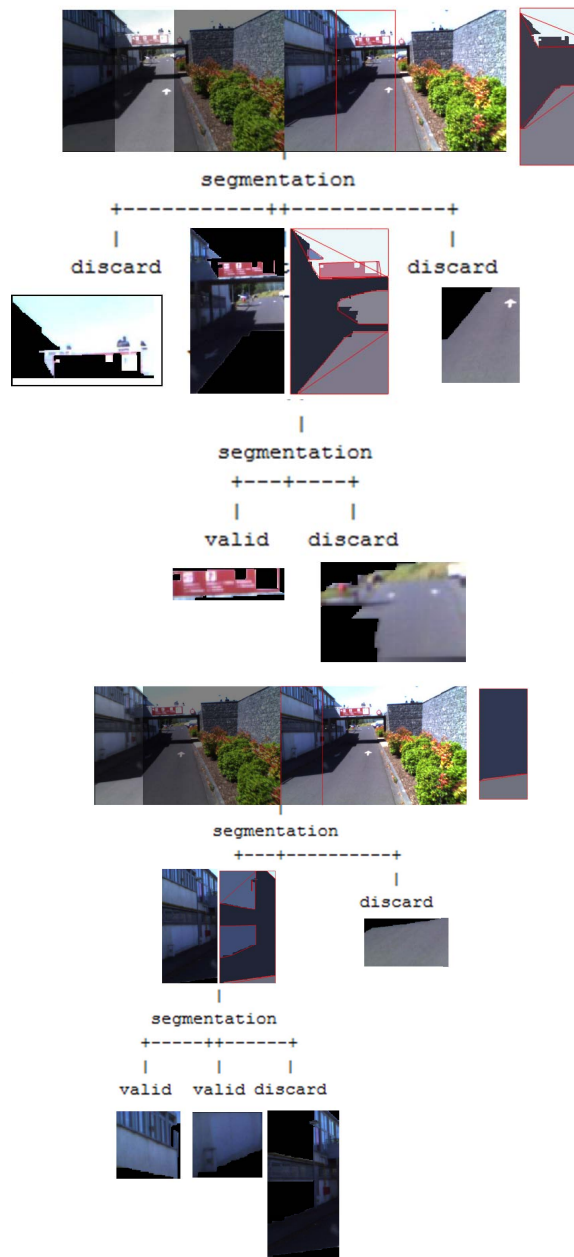 segmentation
+-----------++------------+
| |
discard discard
|
segmentation
+---+----+
| |
valid discard
segmentation
+---+----------+
|
discard
|
segmentation
+-----++------+
| | |
valid valid discard